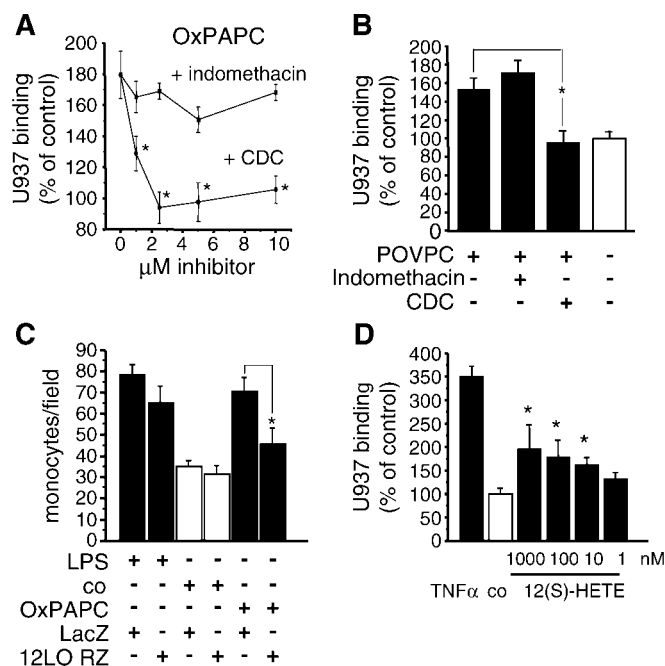 A
OxPAPC
U937 binding
(% of control)
200
180
160
140
120
100
80
+ indomethacin
+ CDC
*
*
*
*
0 2 4 6 8 10
µM inhibitor
B
U937 binding
(% of control)
200
180
160
140
120
100
80
60
40
20
0
*
POVPC + + + -
Indomethacin - + - -
CDC - - + -
C
monocytes/field
90
80
70
60
50
40
30
20
10
0
*
LPS + + - - - -
co - - + + - -
OxPAPC - - - - + +
LacZ + - + - + -
12LO RZ - + - + - +
D
U937 binding
(% of control)
400
350
300
250
200
150
100
50
0
* * *
1000 100 10 1 nM
TNFα co 12(S)-HETE